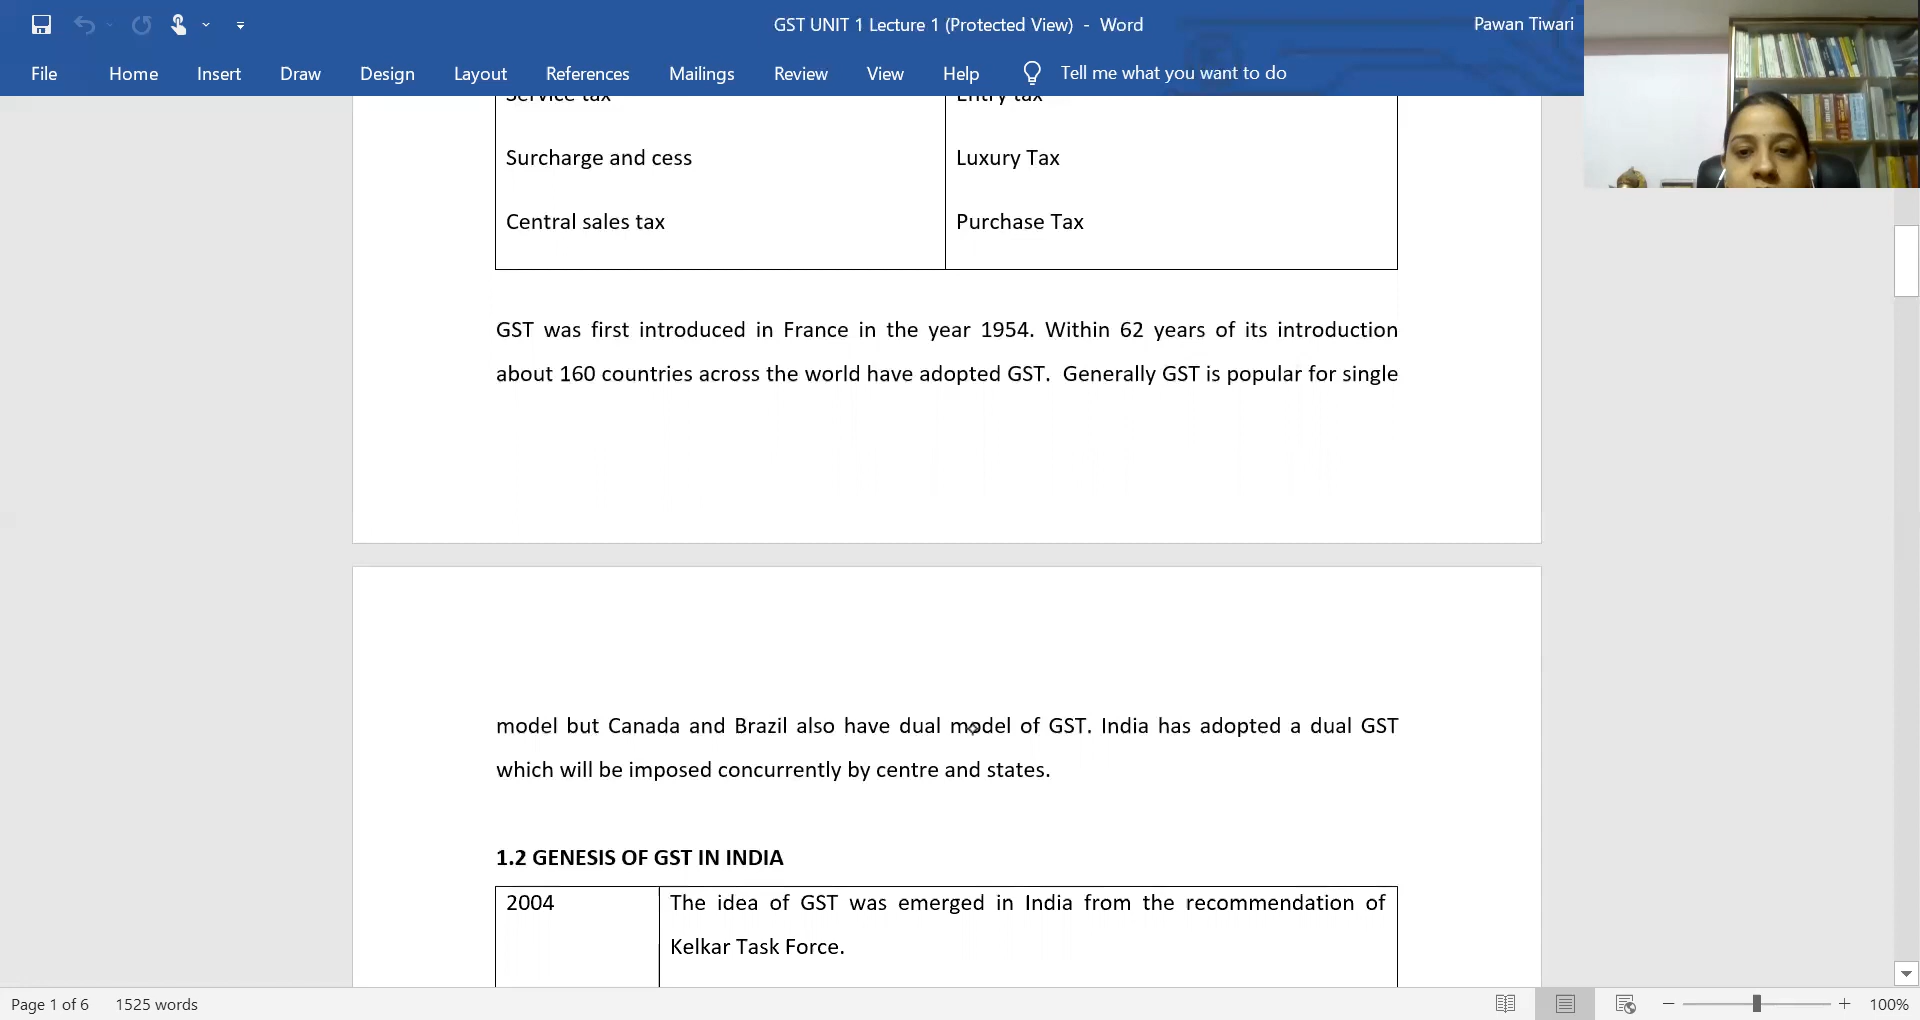 GST UNIT 1 Lecture 1 (Protected View) - Word
Pawan Tiwari
File Home Insert Draw Design Layout References Mailings Review View Help Tell me what you want to do
Service tax Entry tax
Surcharge and cess Luxury Tax
Central sales tax Purchase Tax
GST was first introduced in France in the year 1954. Within 62 years of its introduction
about 160 countries across the world have adopted GST. Generally GST is popular for single
model but Canada and Brazil also have dual model of GST. India has adopted a dual GST
which will be imposed concurrently by centre and states.
1.2 GENESIS OF GST IN INDIA
2004 The idea of GST was emerged in India from the recommendation of
Kelkar Task Force.
Page 1 of 6 1525 words 100%